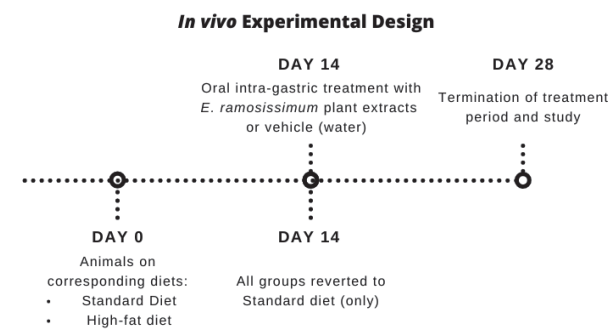 In vivo Experimental Design
DAY 14
Oral intra-gastric treatment with
E. ramosissimum plant extracts
or vehicle (water)
DAY 28
Termination of treatment
period and study
DAY 0
Animals on
corresponding diets:
• Standard Diet
• High-fat diet
DAY 14
All groups reverted to
Standard diet (only)